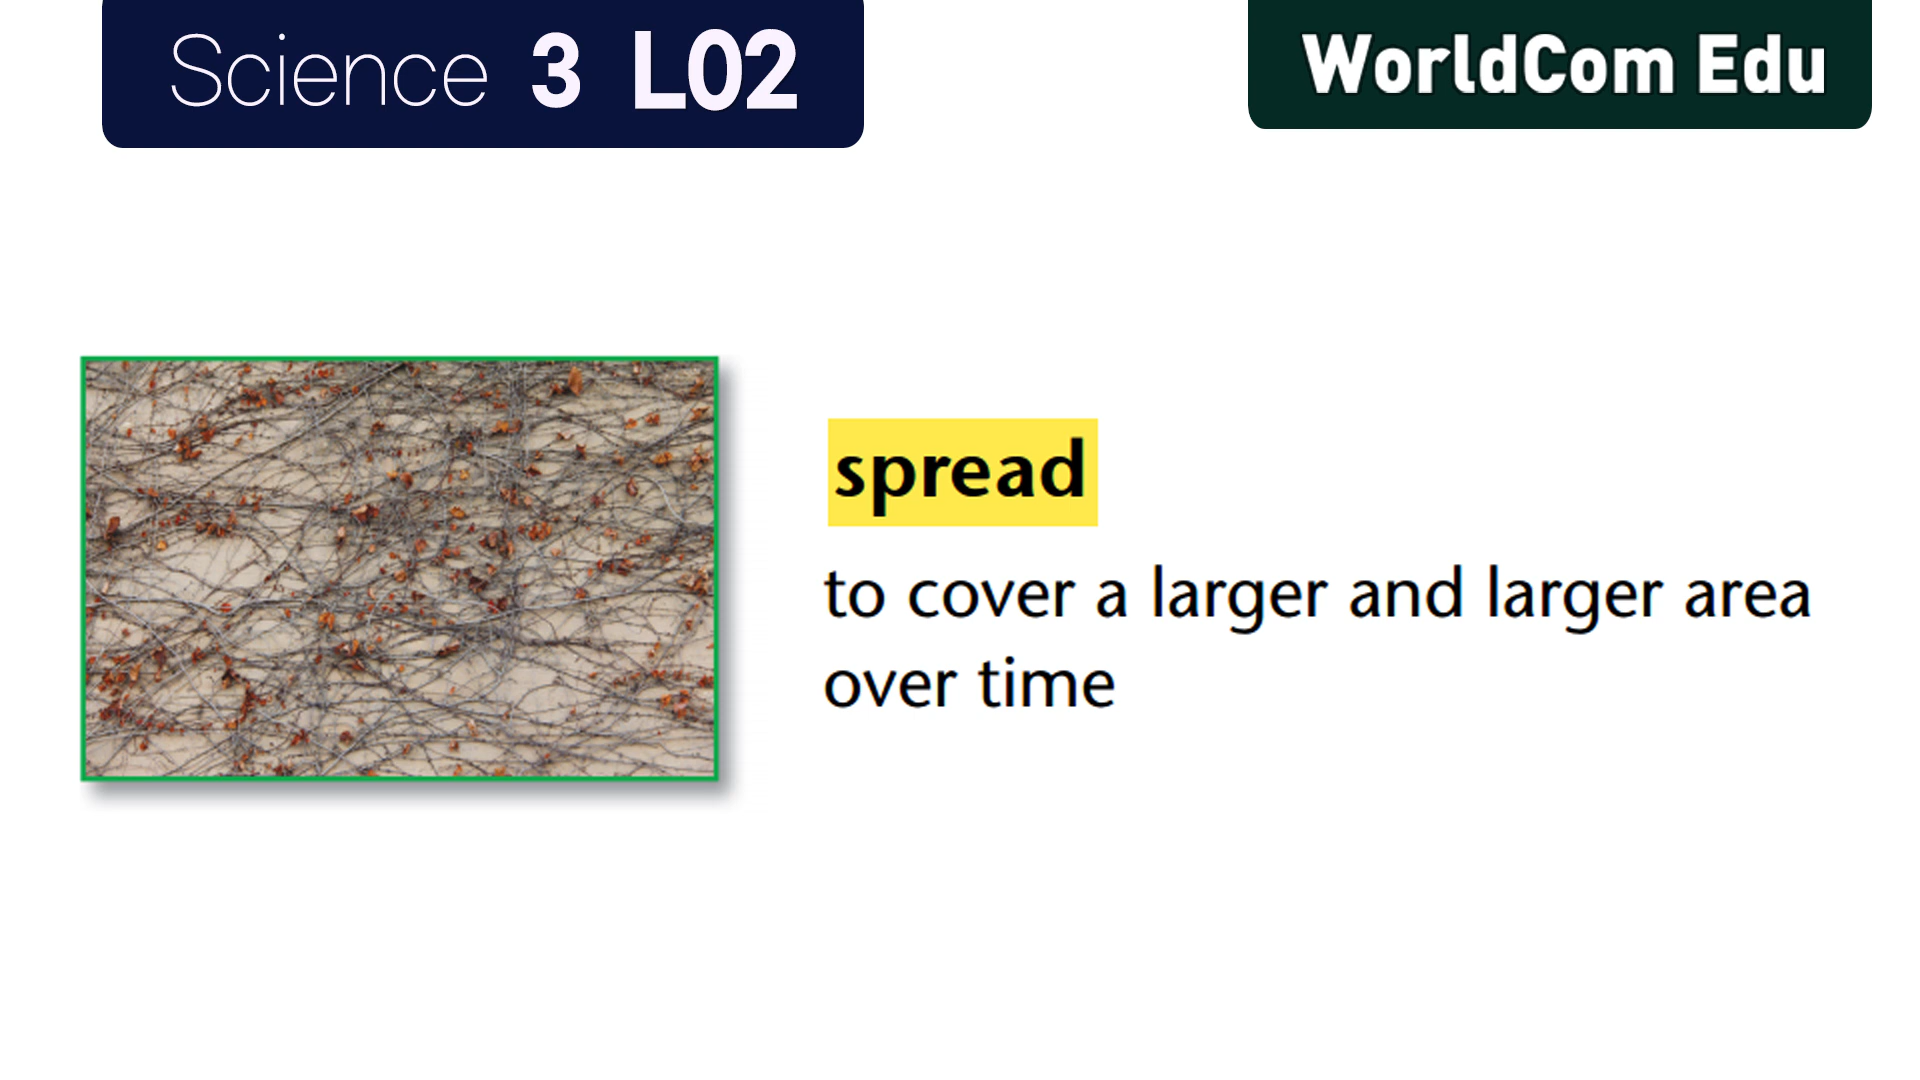 Science 3 L02
WorldCom Edu
spread
to cover a larger and larger area
over time